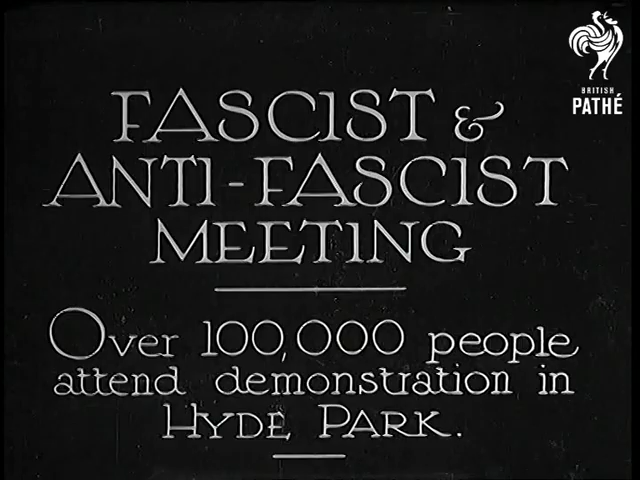 BRITISH
PATHÉ
FASCIST &
ANTI-FASCIST
MEETING
Over 100,000 people
attend demonstration in
HYDE PARK.